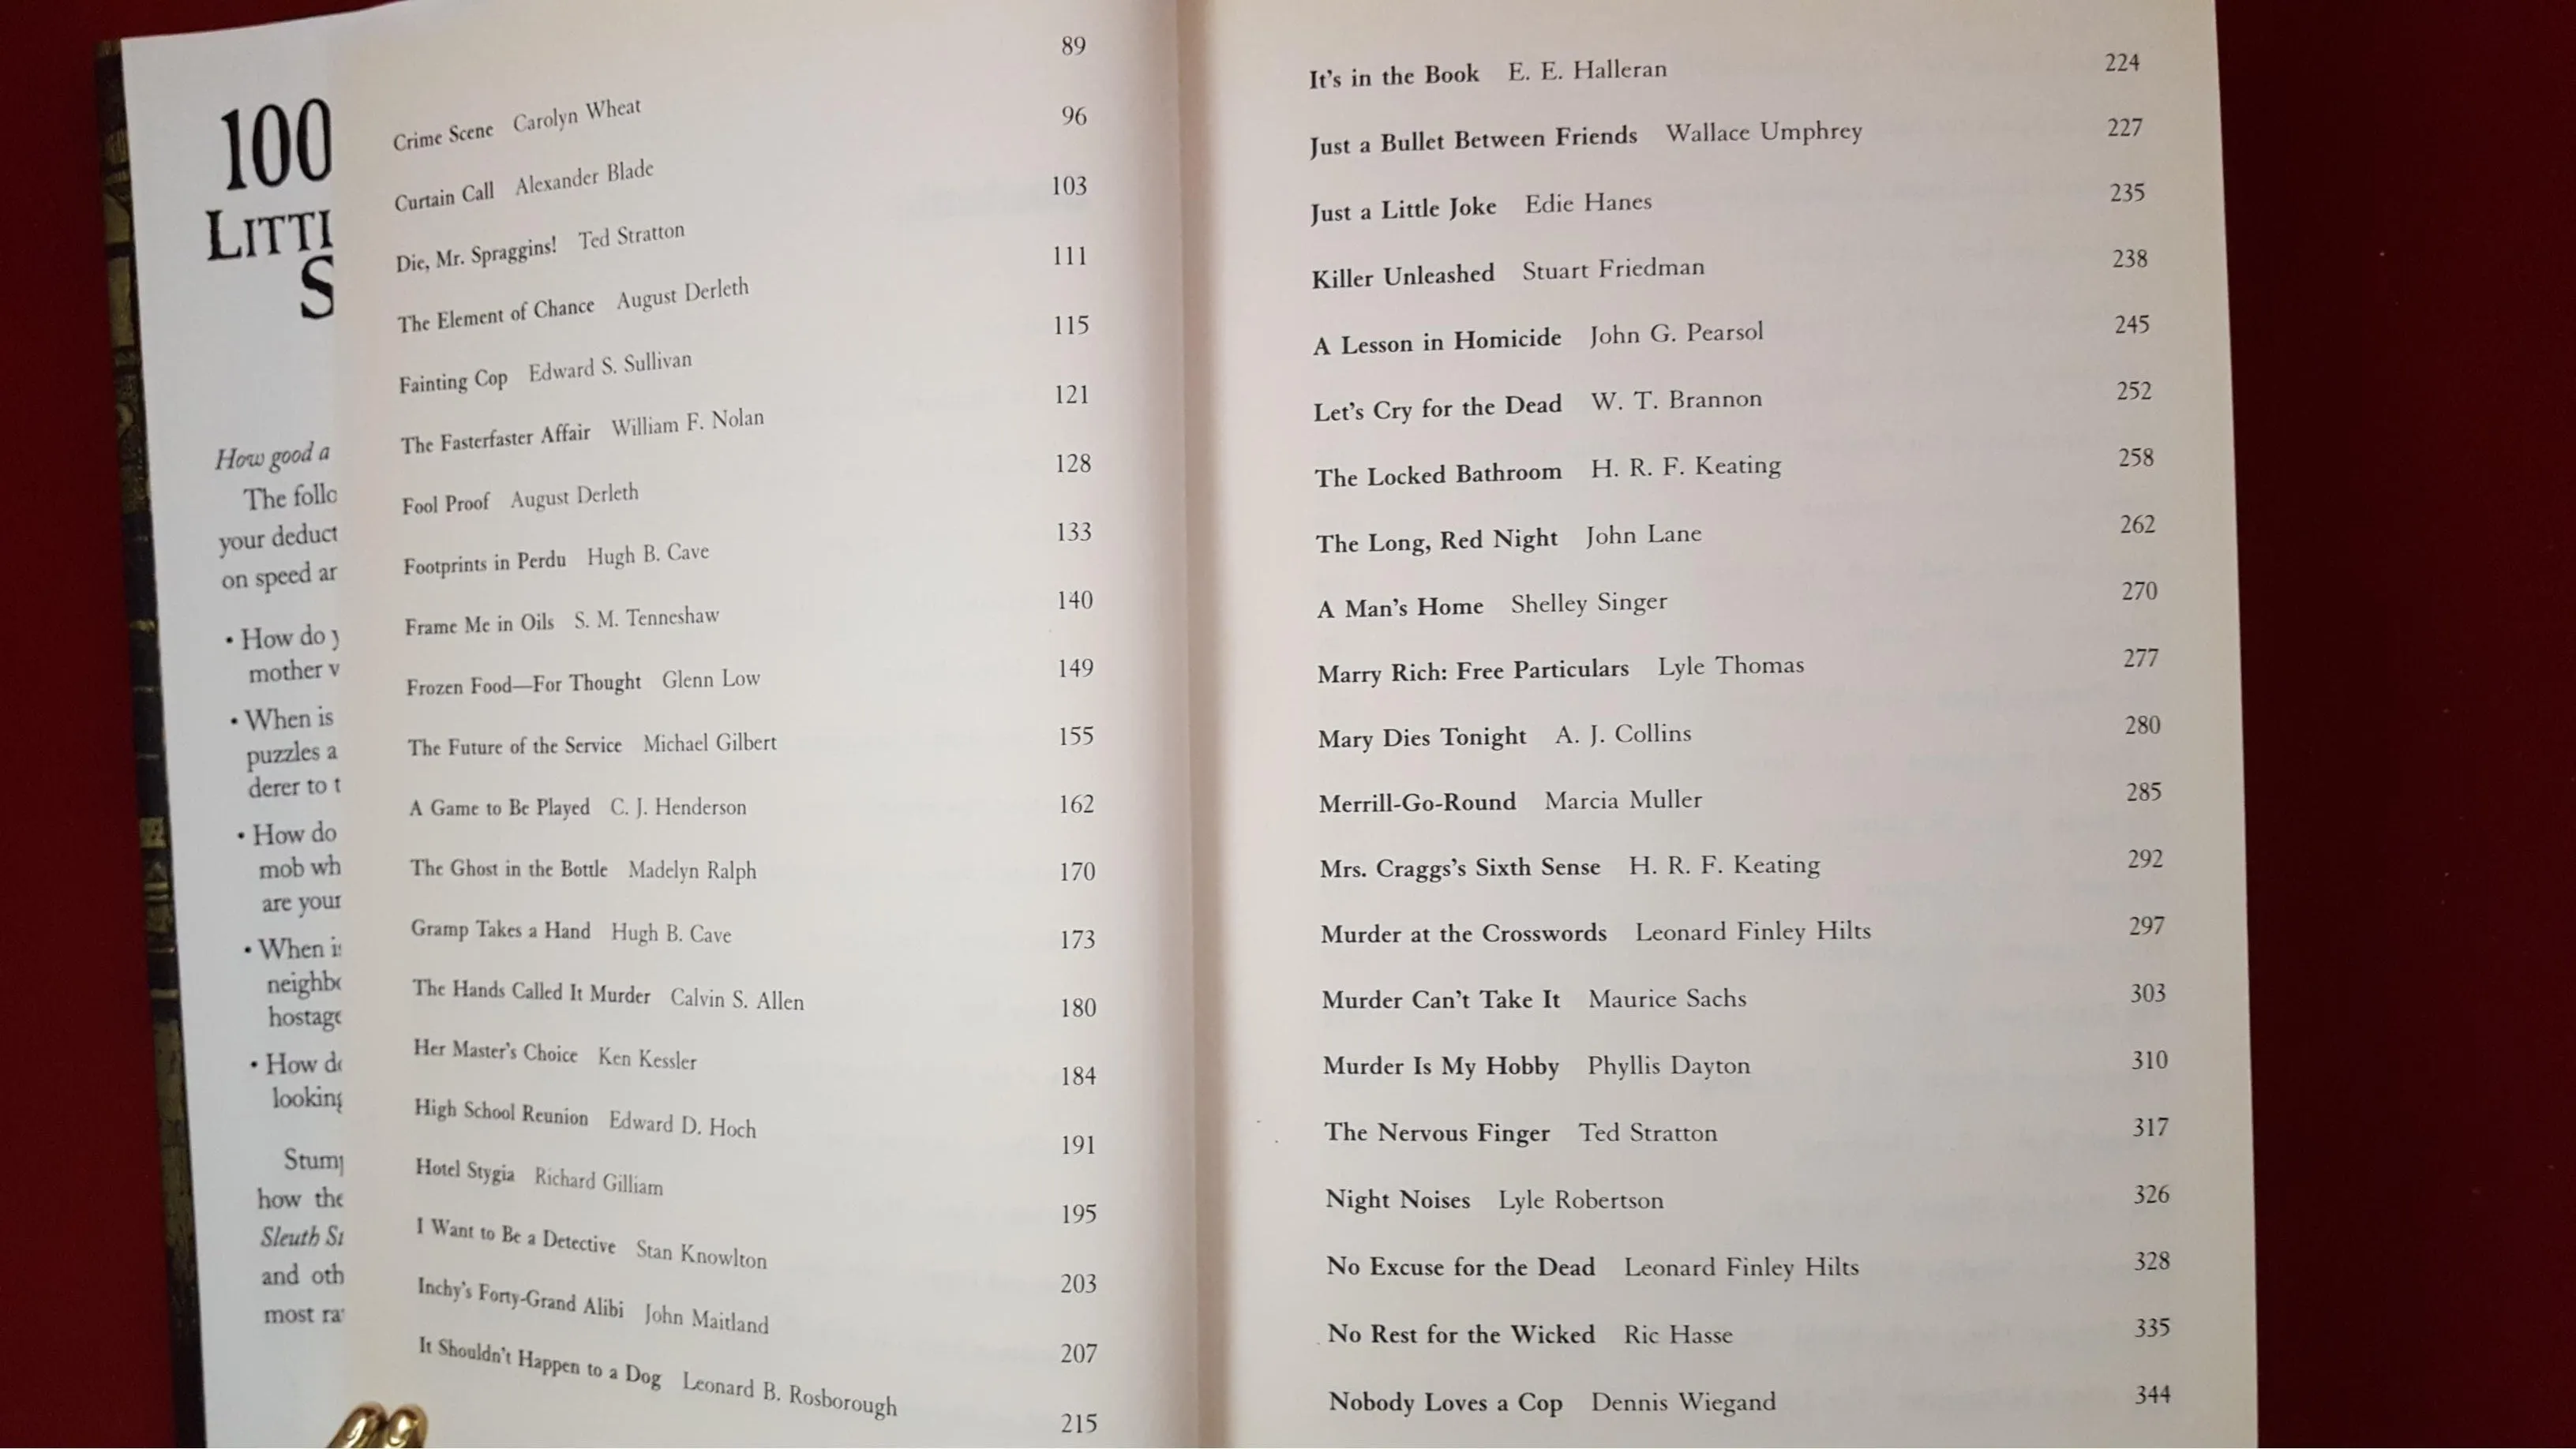 100
LITTL
S
How good a
The follo
your deduct
on speed ar
• How do y
mother v
• When is
puzzles a
derer to t
• How do
mob wh
are your
• When is
neighbo
hostage
• How do
looking
Stump
how the
Sleuth St
and oth
most ra
Crime Scene Carolyn Wheat 89
Curtain Call Alexander Blade 96
Die, Mr. Spraggins! Ted Stratton 103
The Element of Chance August Derleth 111
Fainting Cop Edward S. Sullivan 115
The Fasterfaster Affair William F. Nolan 121
Fool Proof August Derleth 128
Footprints in Perdu Hugh B. Cave 133
Frame Me in Oils S. M. Tenneshaw 140
Frozen Food—For Thought Glenn Low 149
The Future of the Service Michael Gilbert 155
A Game to Be Played C. J. Henderson 162
The Ghost in the Bottle Madelyn Ralph 170
Gramp Takes a Hand Hugh B. Cave 173
The Hands Called It Murder Calvin S. Allen 180
Her Master's Choice Ken Kessler 184
High School Reunion Edward D. Hoch 191
Hotel Stygia Richard Gilliam 195
I Want to Be a Detective Stan Knowlton 203
Inchy's Forty-Grand Alibi John Maitland 207
It Shouldn't Happen to a Dog Leonard B. Rosborough 215
It's in the Book E. E. Halleran 224
Just a Bullet Between Friends Wallace Umphrey 227
Just a Little Joke Edie Hanes 235
Killer Unleashed Stuart Friedman 238
A Lesson in Homicide John G. Pearsol 245
Let's Cry for the Dead W. T. Brannon 252
The Locked Bathroom H. R. F. Keating 258
The Long, Red Night John Lane 262
A Man's Home Shelley Singer 270
Marry Rich: Free Particulars Lyle Thomas 277
Mary Dies Tonight A. J. Collins 280
Merrill-Go-Round Marcia Muller 285
Mrs. Craggs's Sixth Sense H. R. F. Keating 292
Murder at the Crosswords Leonard Finley Hilts 297
Murder Can't Take It Maurice Sachs 303
Murder Is My Hobby Phyllis Dayton 310
The Nervous Finger Ted Stratton 317
Night Noises Lyle Robertson 326
No Excuse for the Dead Leonard Finley Hilts 328
No Rest for the Wicked Ric Hasse 335
Nobody Loves a Cop Dennis Wiegand 344